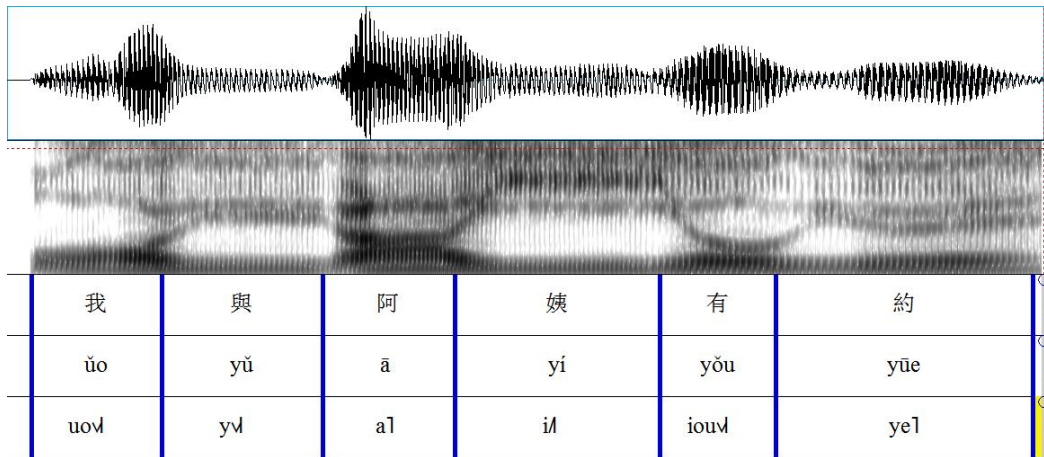 我 與 阿 姨 有 約
ǔo yǔ ā yí yǒu yūe
uo˨˩˦ y˨˩˦ a˥ i˧˥ iou˨˩˦ ye˥